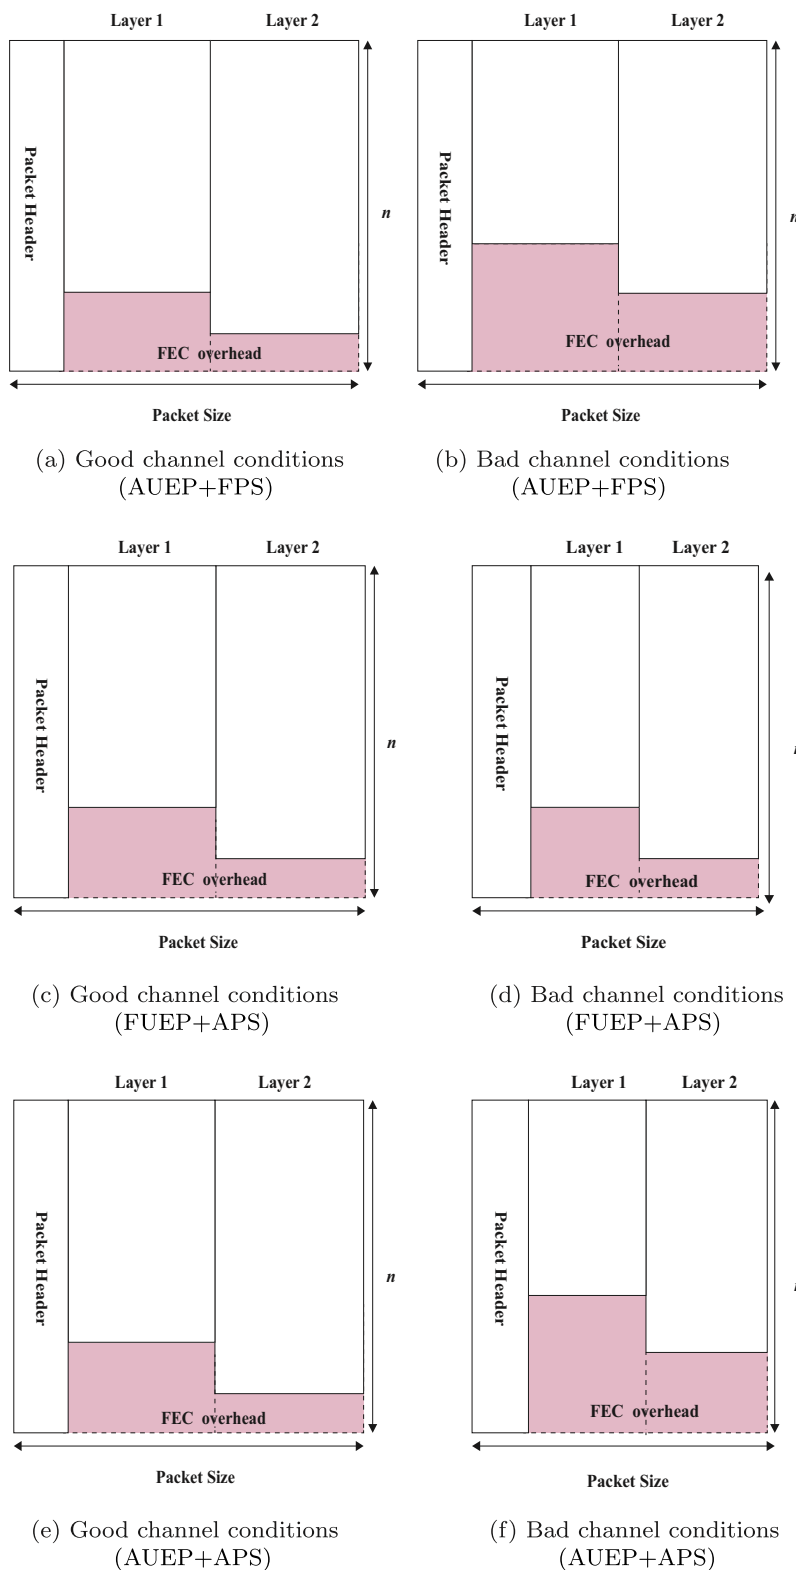 Layer 1 Layer 2
Packet Header
n
FEC overhead
Packet Size
(a) Good channel conditions
(AUEP+FPS)
Layer 1 Layer 2
Packet Header
n
FEC overhead
Packet Size
(b) Bad channel conditions
(AUEP+FPS)
Layer 1 Layer 2
Packet Header
n
FEC overhead
Packet Size
(c) Good channel conditions
(FUEP+APS)
Layer 1 Layer 2
Packet Header
FEC overhead
Packet Size
(d) Bad channel conditions
(FUEP+APS)
Layer 1 Layer 2
Packet Header
n
FEC overhead
Packet Size
(e) Good channel conditions
(AUEP+APS)
Layer 1 Layer 2
Packet Header
FEC overhead
Packet Size
(f) Bad channel conditions
(AUEP+APS)